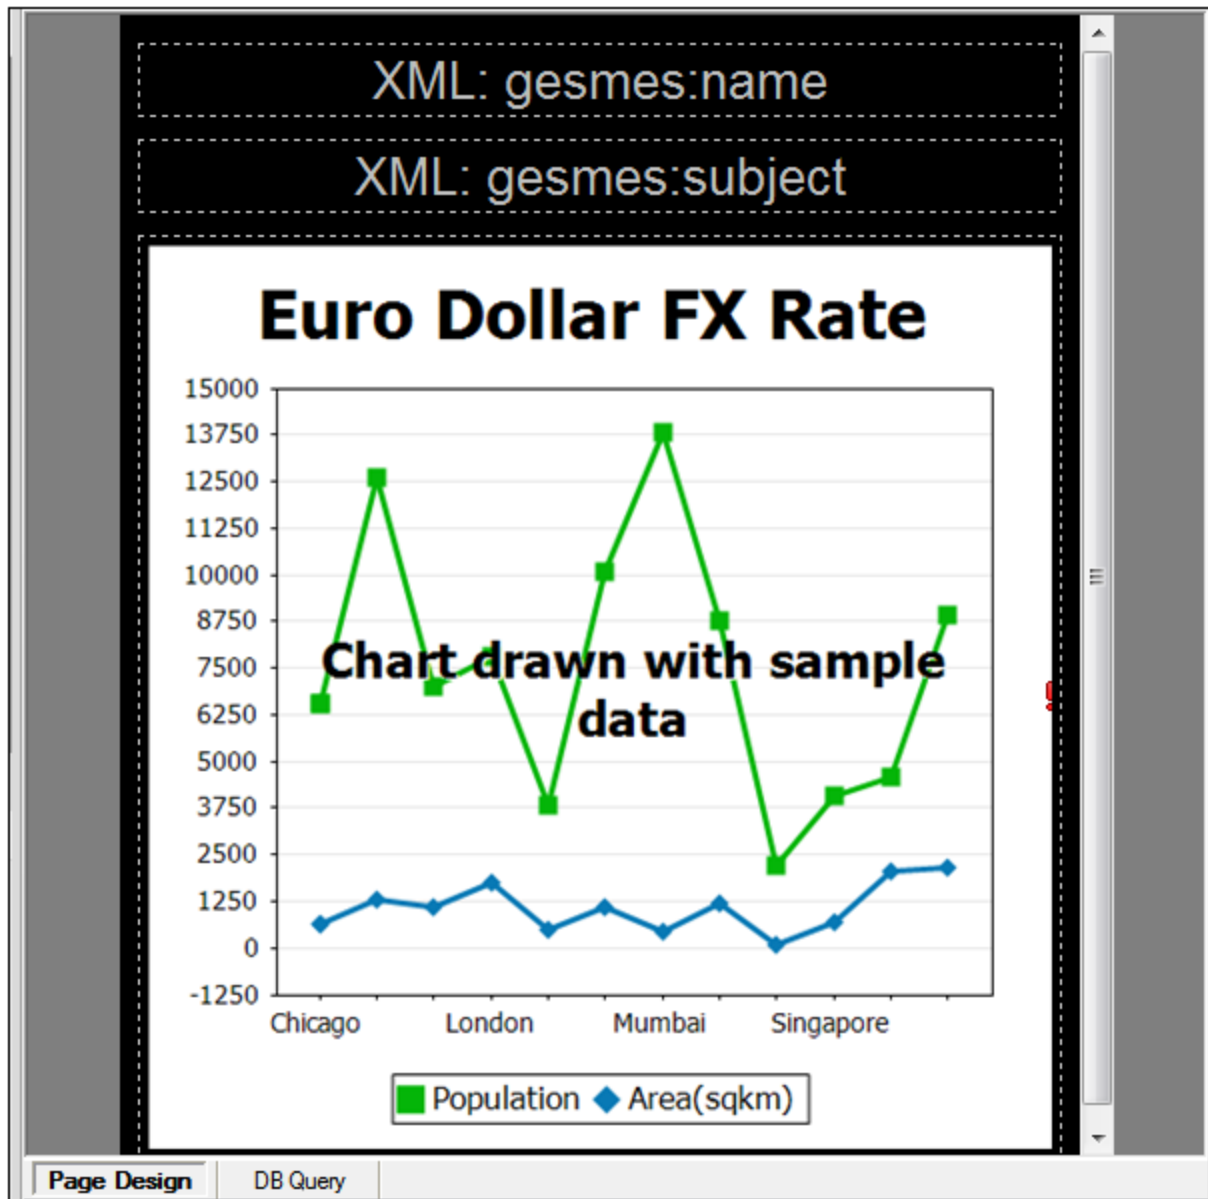 XML: gesmes:name
XML: gesmes:subject
Euro Dollar FX Rate
15000
13750
12500
11250
10000
8750
7500
6250
5000
3750
2500
1250
0
-1250
Chart drawn with sample
data
Chicago London Mumbai Singapore
Population Area(sqkm)
Page Design DB Query